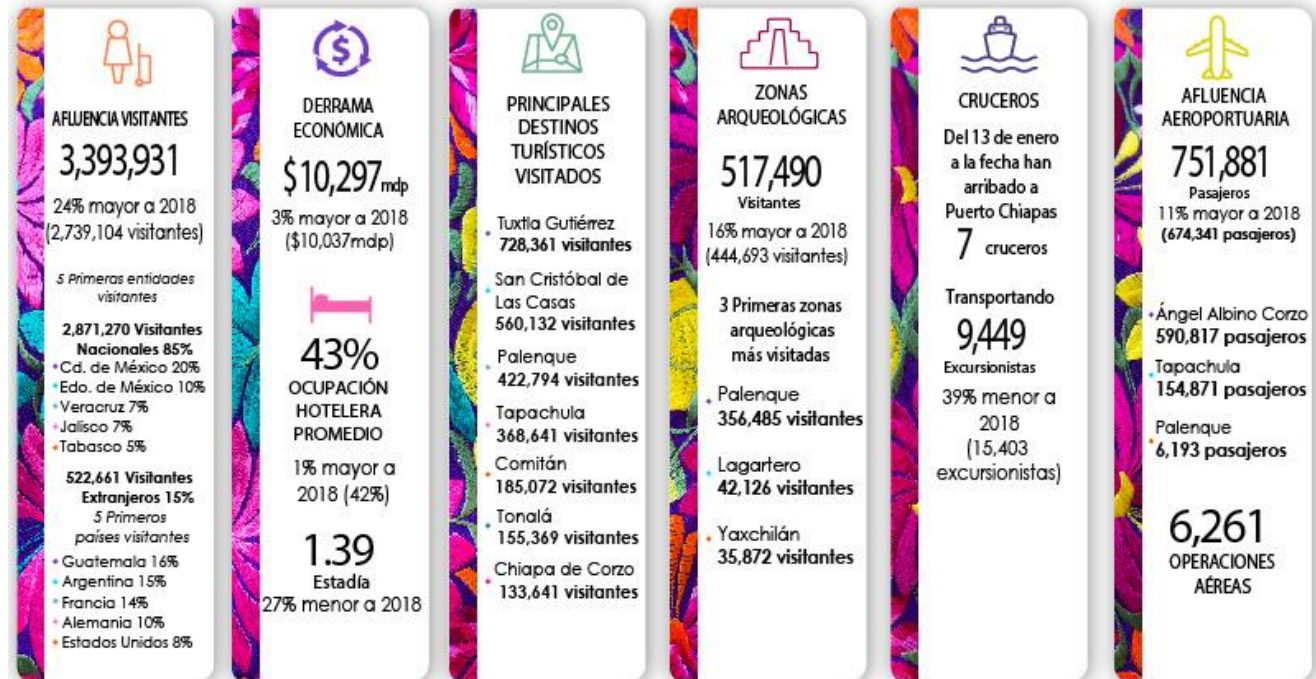 AFLUENCIA VISITANTES
3,393,931
24% mayor a 2018
(2,739,104 visitantes)
5 Primeras entidades
visitantes
2,871,270 Visitantes
Nacionales 85%
Cd. de México 20%
Edo. de México 10%
Veracruz 7%
Jalisco 7%
Tabasco 5%
522,661 Visitantes
Extranjeros 15%
5 Primeros
países visitantes
Guatemala 16%
Argentina 15%
Francia 14%
Alemania 10%
Estados Unidos 8%
$
DERRAMA
ECONÓMICA
$10,297mdp
3% mayor a 2018
($10,037mdp)
43%
OCUPACIÓN
HOTELERA
PROMEDIO
1% mayor a
2018 (42%)
1.39
Estadía
27% menor a 2018
PRINCIPALES
DESTINOS
TURÍSTICOS
VISITADOS
Tuxtla Gutiérrez
728,361 visitantes
San Cristóbal de
Las Casas
560,132 visitantes
Palenque
422,794 visitantes
Tapachula
368,641 visitantes
Comitán
185,072 visitantes
Tonalá
155,369 visitantes
Chiapa de Corzo
133,641 visitantes
ZONAS
ARQUEOLÓGICAS
517,490
Visitantes
16% mayor a 2018
(444,693 visitantes)
3 Primeras zonas
arqueológicas
más visitadas
Palenque
356,485 visitantes
Lagartero
42,126 visitantes
Yaxchilán
35,872 visitantes
CRUCEROS
Del 13 de enero
a la fecha han
arribado a
Puerto Chiapas
7 cruceros
Transportando
9,449
Excursionistas
39% menor a
2018
(15,403
excursionistas)
AFLUENCIA
AEROPORTUARIA
751,881
Pasajeros
11% mayor a 2018
(674,341 pasajeros)
Ángel Albino Corzo
590,817 pasajeros
Tapachula
154,871 pasajeros
Palenque
6,193 pasajeros
6,261
OPERACIONES
AÉREAS